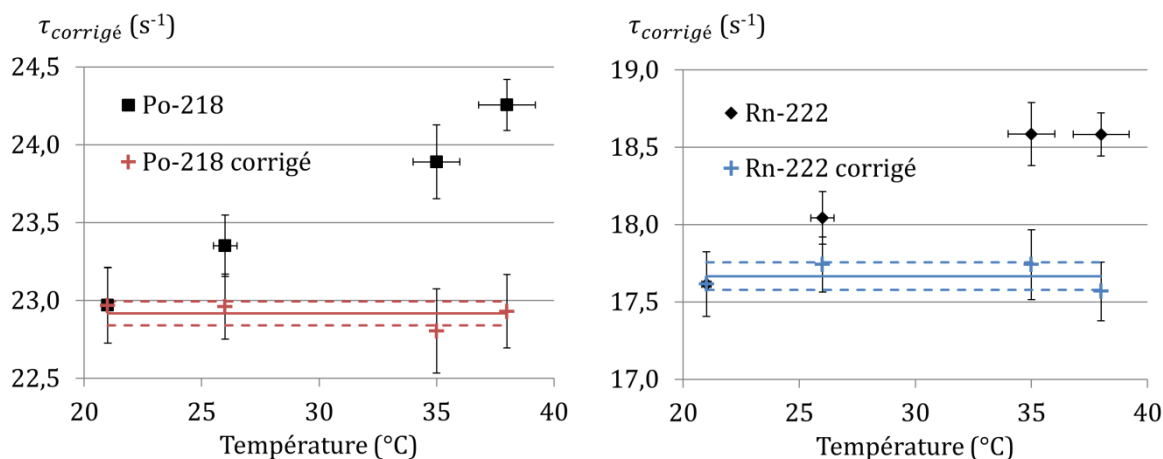 τcorrigé (s⁻¹)
24,5
24,0
23,5
23,0
22,5
Po-218
Po-218 corrigé
20 25 30 35 40
Température (°C)
τcorrigé (s⁻¹)
19,0
18,5
18,0
17,5
17,0
Rn-222
Rn-222 corrigé
20 25 30 35 40
Température (°C)